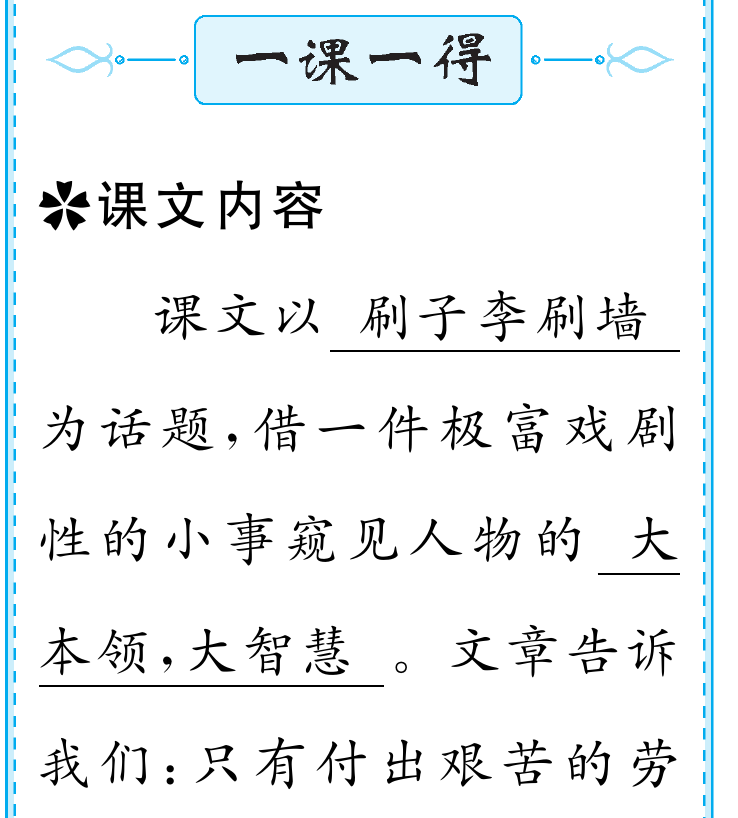 一课一得
课文内容
课文以 刷子李刷墙
为话题,借一件极富戏剧
性的小事窥见人物的 大
本领,大智慧 。文章告诉
我们:只有付出艰苦的劳